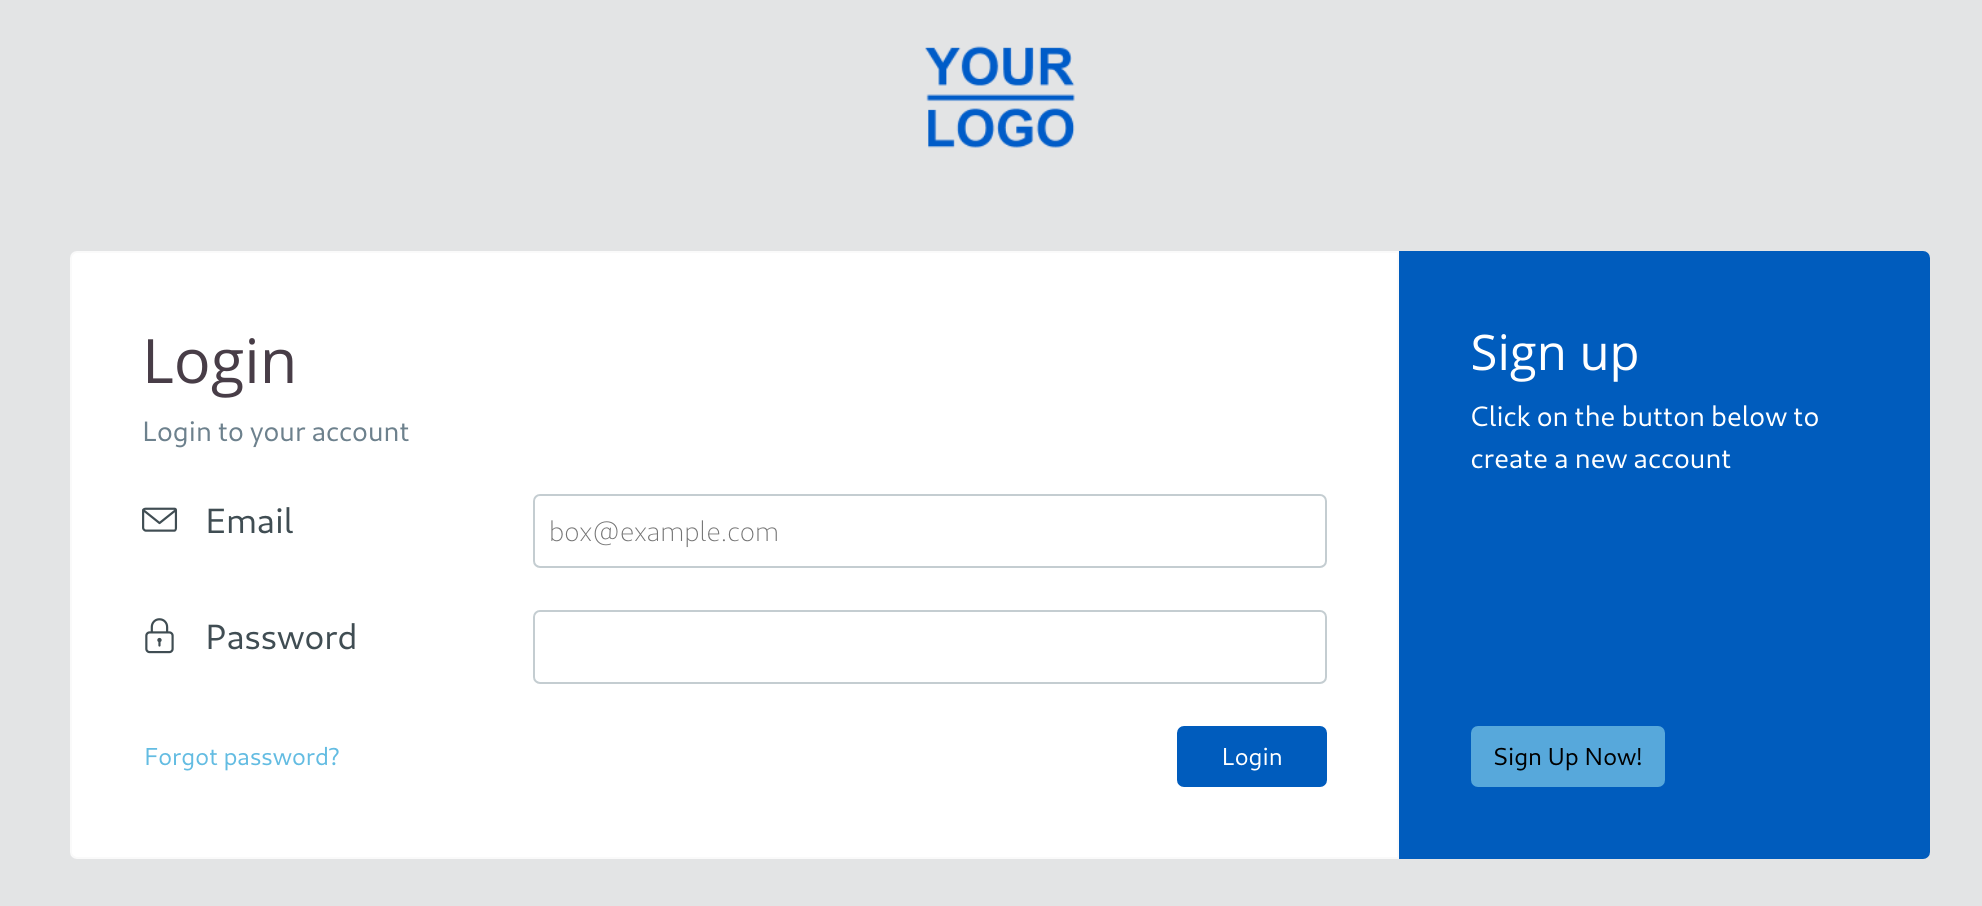 YOUR
LOGO
Login
Login to your account
Email
box@example.com
Password
Forgot password?
Login
Sign up
Click on the button below to
create a new account
Sign Up Now!